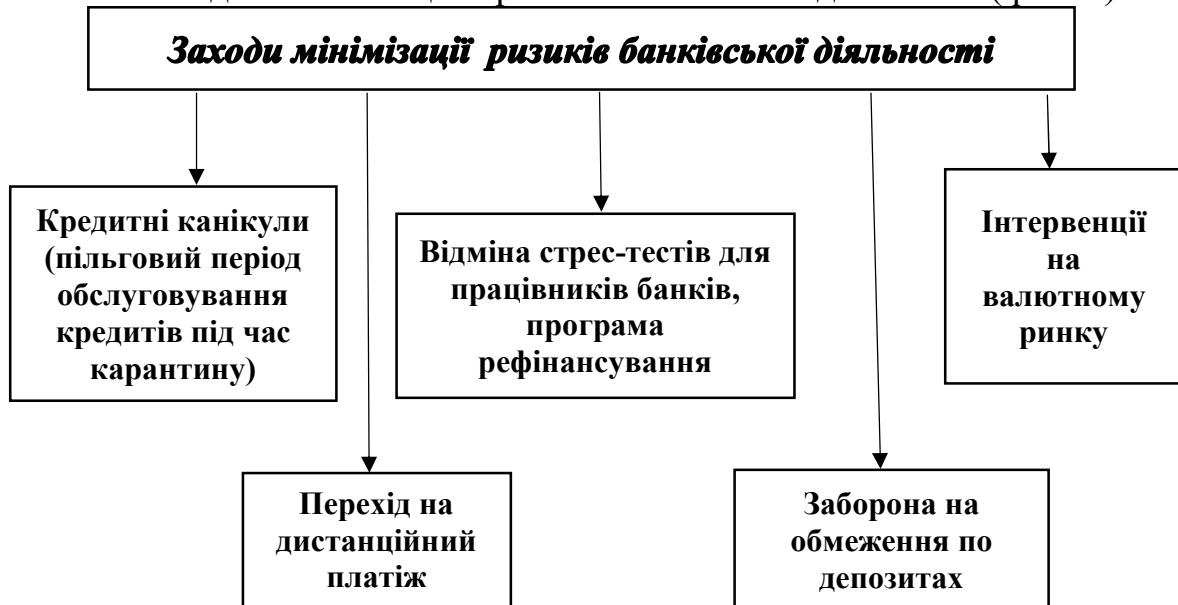 Заходи мінімізації ризиків банківської діяльності
Кредитні канікули
(пільговий період
обслуговування
кредитів під час
карантину)
Відміна стрес-тестів для
працівників банків,
програма
рефінансування
Інтервенції
на
валютному
ринку
Перехід на
дистанційний
платіж
Заборона на
обмеження по
депозитах